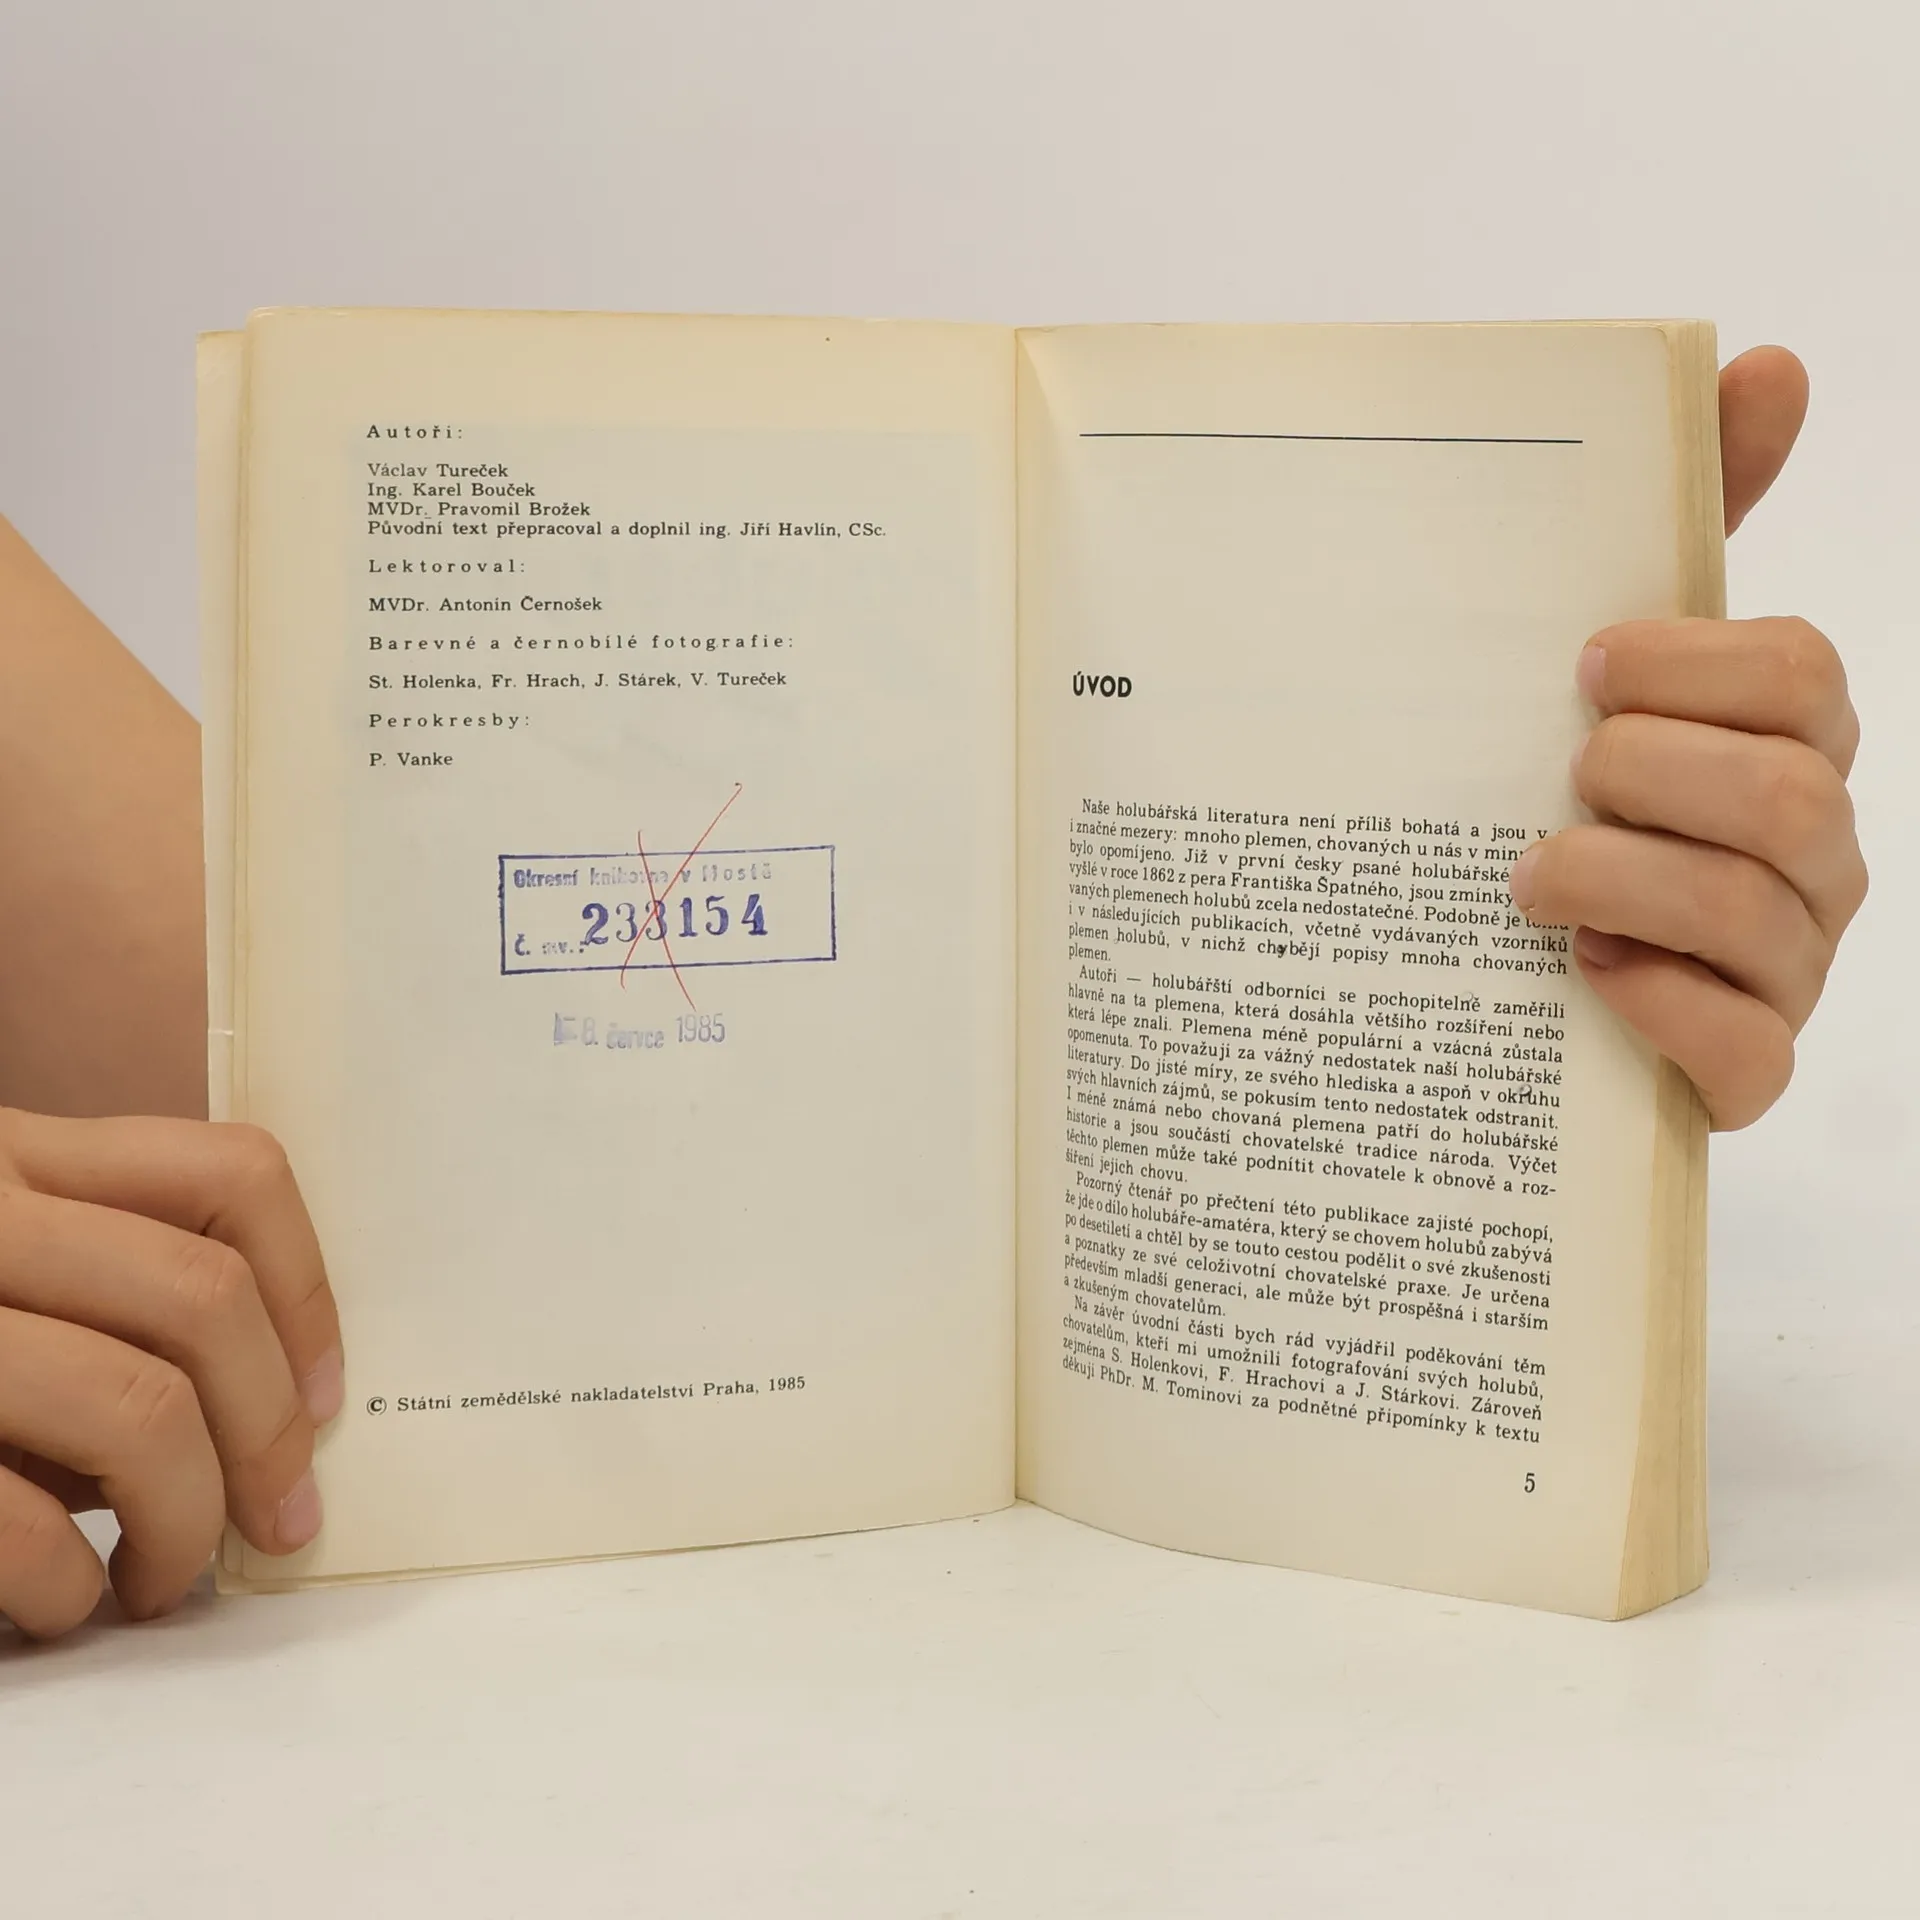 Autoři:
Václav Tureček
Ing. Karel Bouček
MVDr. Pravomil Brožek
Původní text přepracoval a doplnil ing. Jiří Havlín, CSc.
Lektoroval:
MVDr. Antonín Černošek
Barevné a černobílé fotografie:
St. Holenka, Fr. Hrach, J. Stárek, V. Tureček
Perokresby:
P. Vanke
Okresní knihovna v Mostě
233154
Č. inv.:
8. července 1985
© Státní zemědělské nakladatelství Praha, 1985
ÚVOD
Naše holubářská literatura není příliš bohatá a jsou v
i značné mezery: mnoho plemen, chovaných u nás v
bylo opomíjeno. Již v první česky psané holubářské
vyšlé v roce 1862 z pera Františka Špatného, jsou zmínky
vaných plemenech holubů zcela nedostatečné. Podobně je
i v následujících publikacích, včetně vydávaných vzorníků
plemen holubů, v nichž chybějí popisy mnoha chovaných
plemen.
Autoři — holubářští odborníci se pochopitelně zaměřili
hlavně na ta plemena, která dosáhla většího rozšíření nebo
která lépe znali. Plemena méně populární a vzácná zůstala
opomenuta. To považuji za vážný nedostatek naší holubářské
literatury. Do jisté míry, ze svého hlediska a aspoň v okruhu
svých hlavních zájmů, se pokusím tento nedostatek odstranit.
I méně známá nebo chovaná plemena patří do holubářské
historie a jsou součástí chovatelské tradice národa. Výčet
těchto plemen může také podnítit chovatele k obnově a roz-
šíření jejich chovu.
Pozorný čtenář po přečtení této publikace zajisté pochopí,
že jde o dílo holubáře-amatéra, který se chovem holubů zabývá
po desetiletí a chtěl by se touto cestou podělit o své zkušenosti
a poznatky ze své celoživotní chovatelské praxe. Je určena
především mladší generaci, ale může být prospěšná i starším
a zkušeným chovatelům.
Na závěr úvodní části bych rád vyjádřil poděkování těm
chovatelům, kteří mi umožnili fotografování svých holubů,
zejména S. Holenkovi, F. Hrachovi a J. Stárkovi. Zároveň
děkuji PhDr. M. Tominovi za podnětné připomínky k textu
5